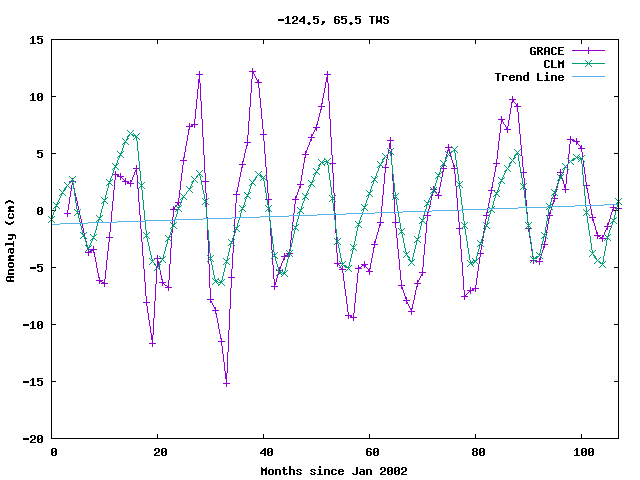 -124.5, 65.5 TWS
GRACE
CLM
Trend Line
15
10
5
0
-5
-10
-15
-20
Anomaly (cm)
0 20 40 60 80 100
Months since Jan 2002